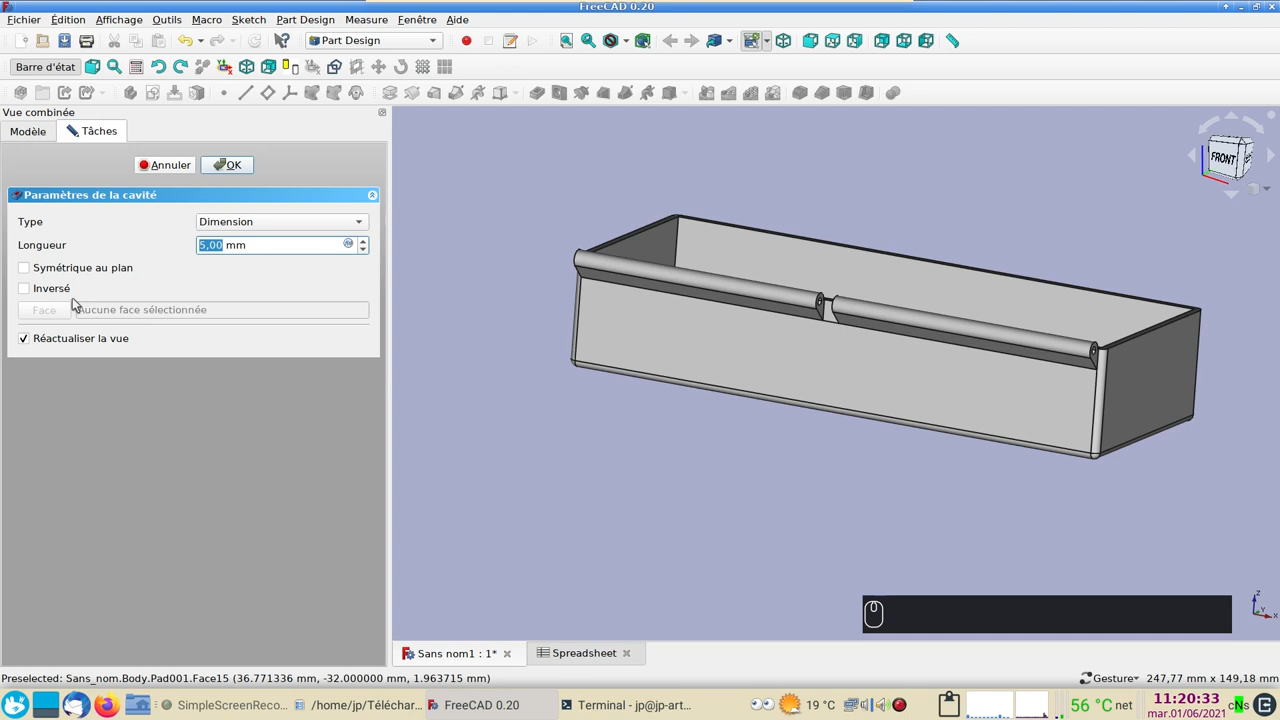 FreeCAD 0.20
Fichier Édition Affichage Outils Macro Sketch Part Design Measure Fenêtre Aide
Part Design
Barre d'état
Vue combinée
Modèle Tâches
Annuler OK
Paramètres de la cavité
Type Dimension
Longueur 5,00 mm
Symétrique au plan
Inversé
Face Aucune face sélectionnée
Réactualiser la vue
FRONT
Z
Y
X
Sans nom1 : 1* Spreadsheet
Preselected: Sans_nom.Body.Pad001.Face15 (36.771336 mm, -32.000000 mm, 1.963715 mm) Gesture 247,77 mm x 149,18 mm
SimpleScreenReco... /home/jp/Téléchar... FreeCAD 0.20 Terminal - jp@jp-art... 19 °C 56 °C net 11:20:33 cNs
mar.01/06/2021